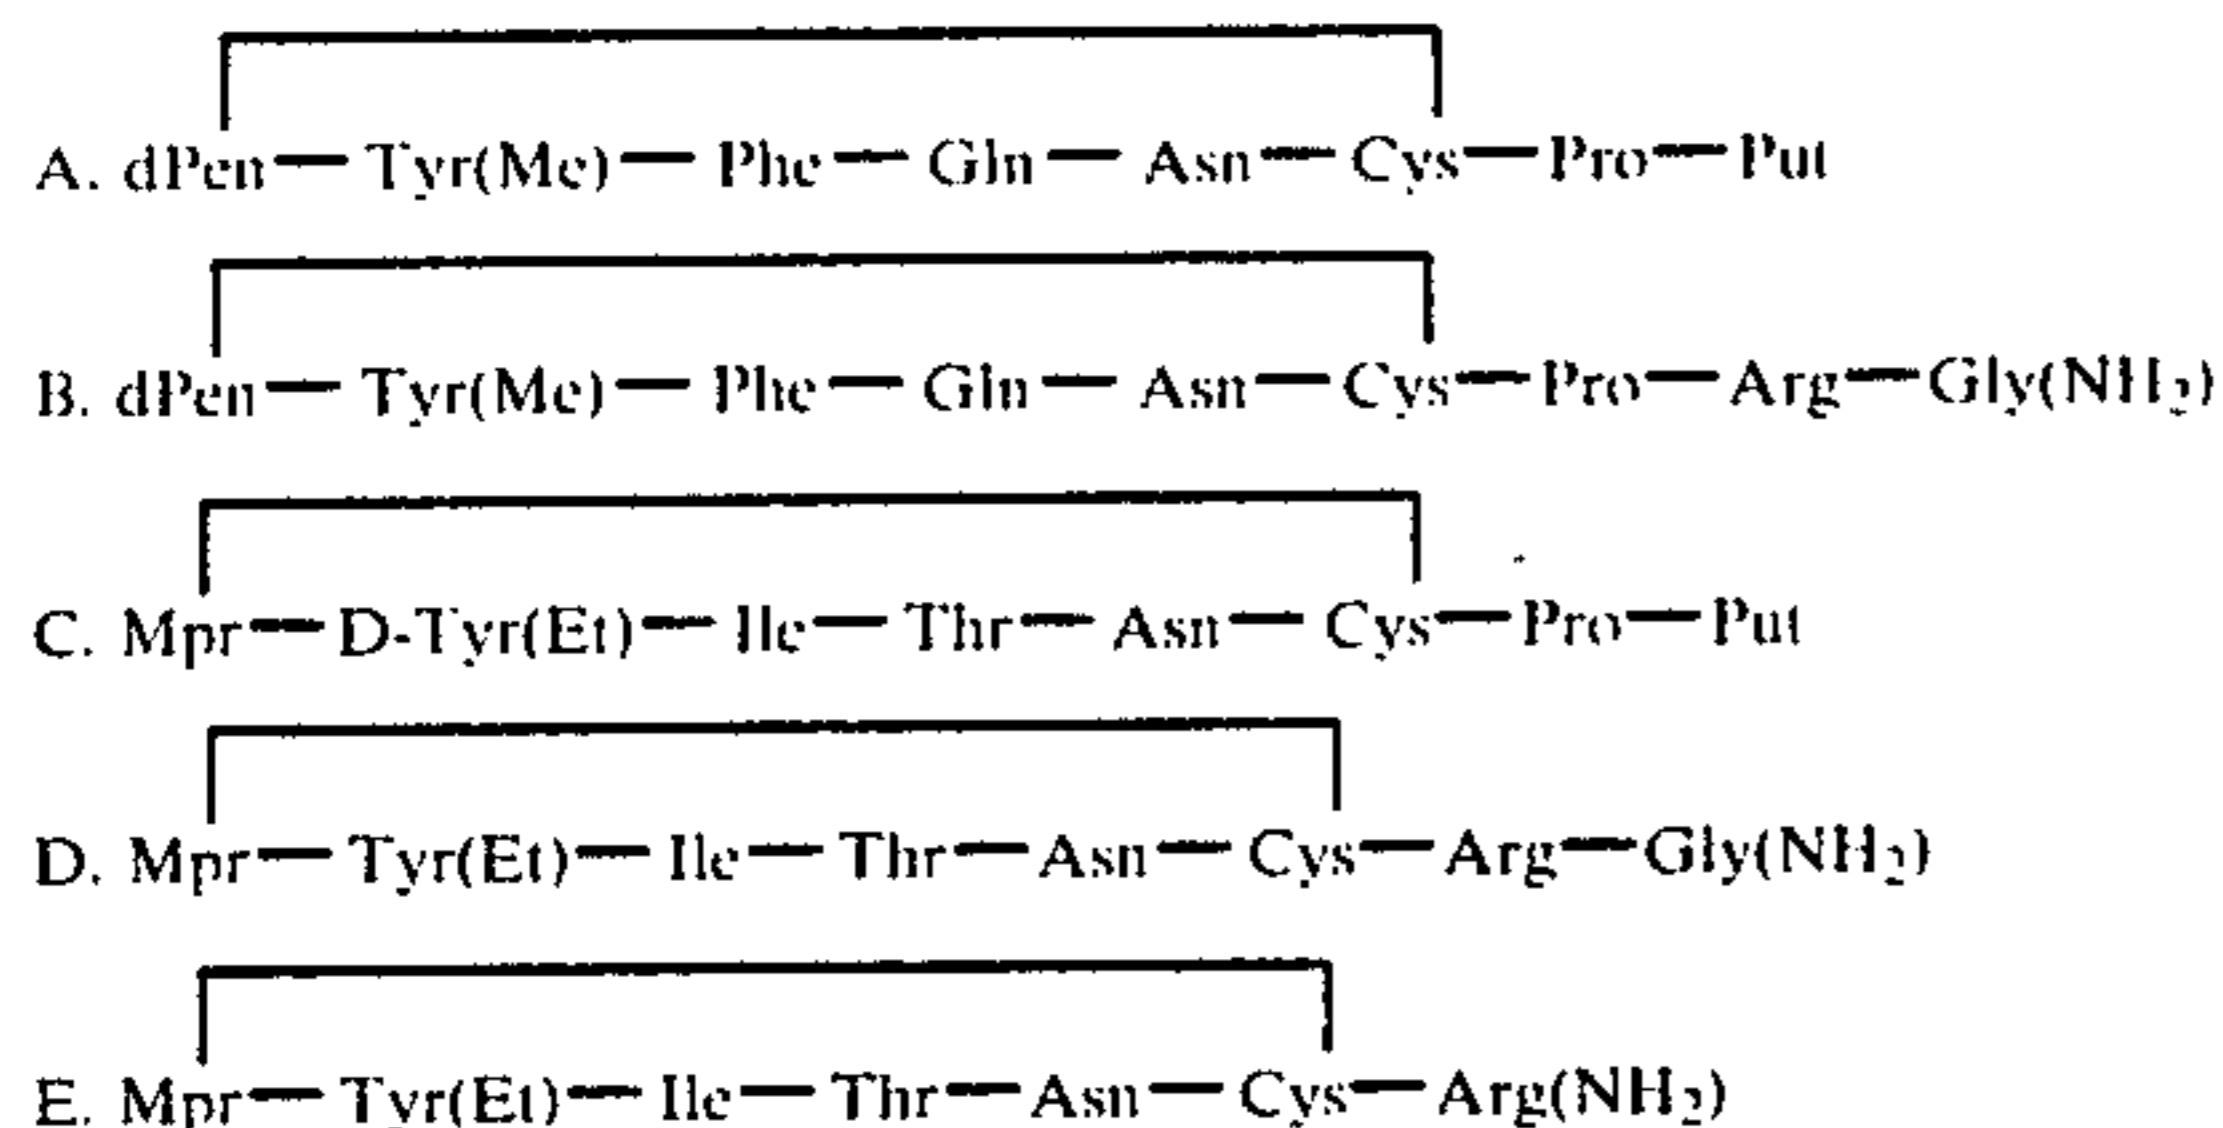 A. dPen—Tyr(Me)—Phe—Gln—Asn—Cys—Pro—Put
B. dPen—Tyr(Me)—Phe—Gln—Asn—Cys—Pro—Arg—Gly(NH₂)
C. Mpr—D-Tyr(Et)—Ile—Thr—Asn—Cys—Pro—Put
D. Mpr—Tyr(Et)—Ile—Thr—Asn—Cys—Arg—Gly(NH₂)
E. Mpr—Tyr(Et)—Ile—Thr—Asn—Cys—Arg(NH₂)